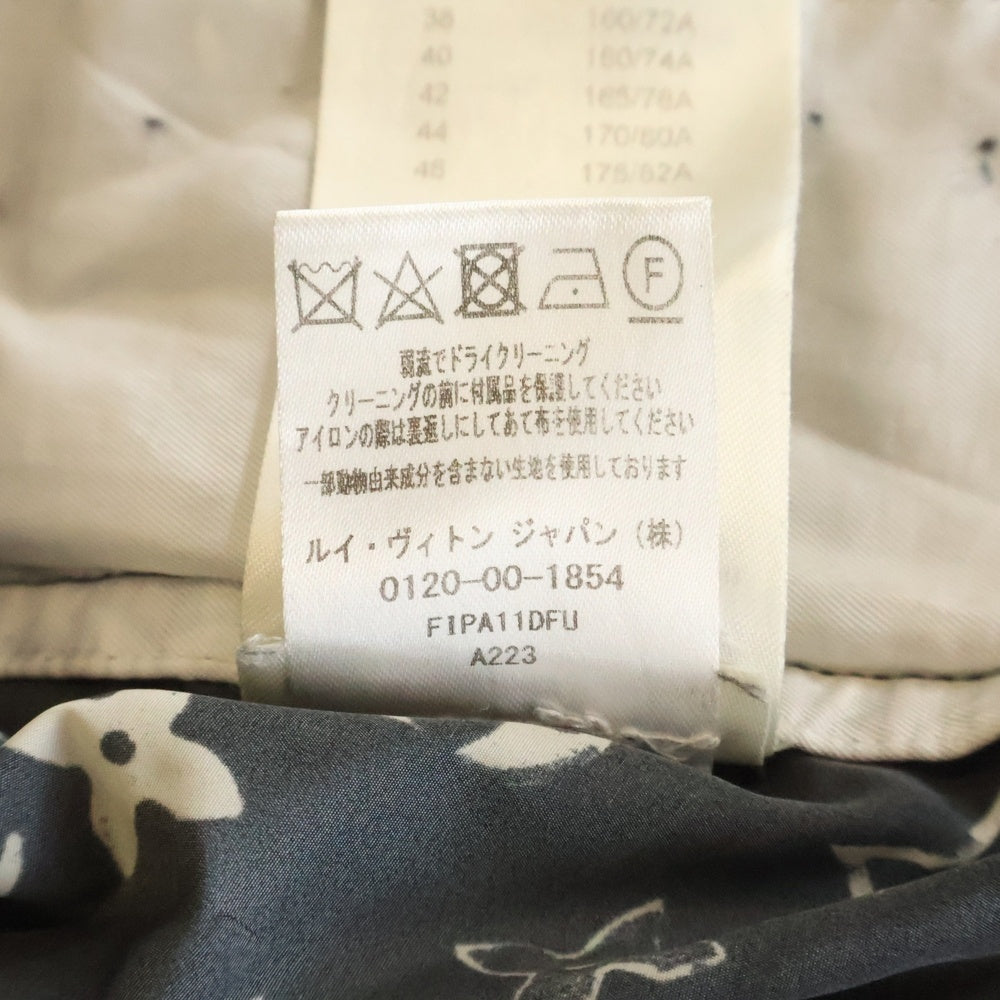 38 160/72A
40 160/74A
42 165/78A
44 170/80A
46 175/82A
F
弱流でドライクリーニング
クリーニングの前に付属品を保護してください
アイロンの際は裏返しにしてあて布を使用してください
一部動物由来成分を含まない生地を使用しております
ルイ・ヴィトン ジャパン (株)
0120-00-1854
FIPA11DFU
A223